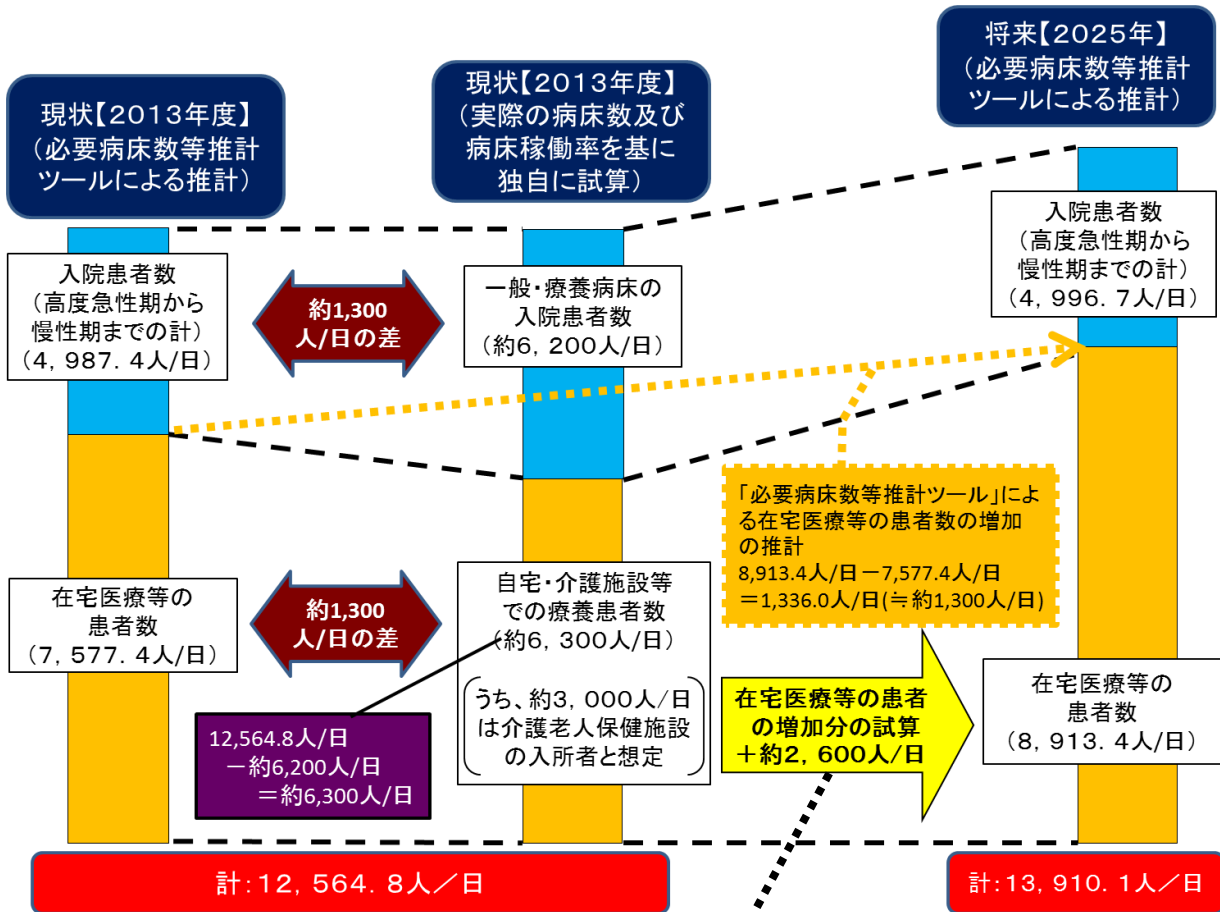 現状【2013年度】
（必要病床数等推計
ツールによる推計）
現状【2013年度】
（実際の病床数及び
病床稼働率を基に
独自に試算）
将来【2025年】
（必要病床数等推計
ツールによる推計）
入院患者数
（高度急性期から
慢性期までの計）
（４，９８７．４人/日）
約1,300
人/日の差
一般・療養病床の
入院患者数
（約６，２００人/日）
入院患者数
（高度急性期から
慢性期までの計）
（４，９９６．７人/日）
「必要病床数等推計ツール」によ
る在宅医療等の患者数の増加
の推計
8,913.4人/日－7,577.4人/日
＝1,336.0人/日(≒約1,300人/日)
在宅医療等の
患者数
（７，５７７．４人/日）
約1,300
人/日の差
自宅・介護施設等
での療養患者数
（約６，３００人/日）
うち、約３，０００人/日
は介護老人保健施設
の入所者と想定
12,564.8人/日
－約6,200人/日
＝約6,300人/日
在宅医療等の患者
の増加分の試算
＋約２，６００人/日
在宅医療等の
患者数
（８，９１３．４人/日）
計：１２，５６４．８人／日
計：１３，９１０．１人／日